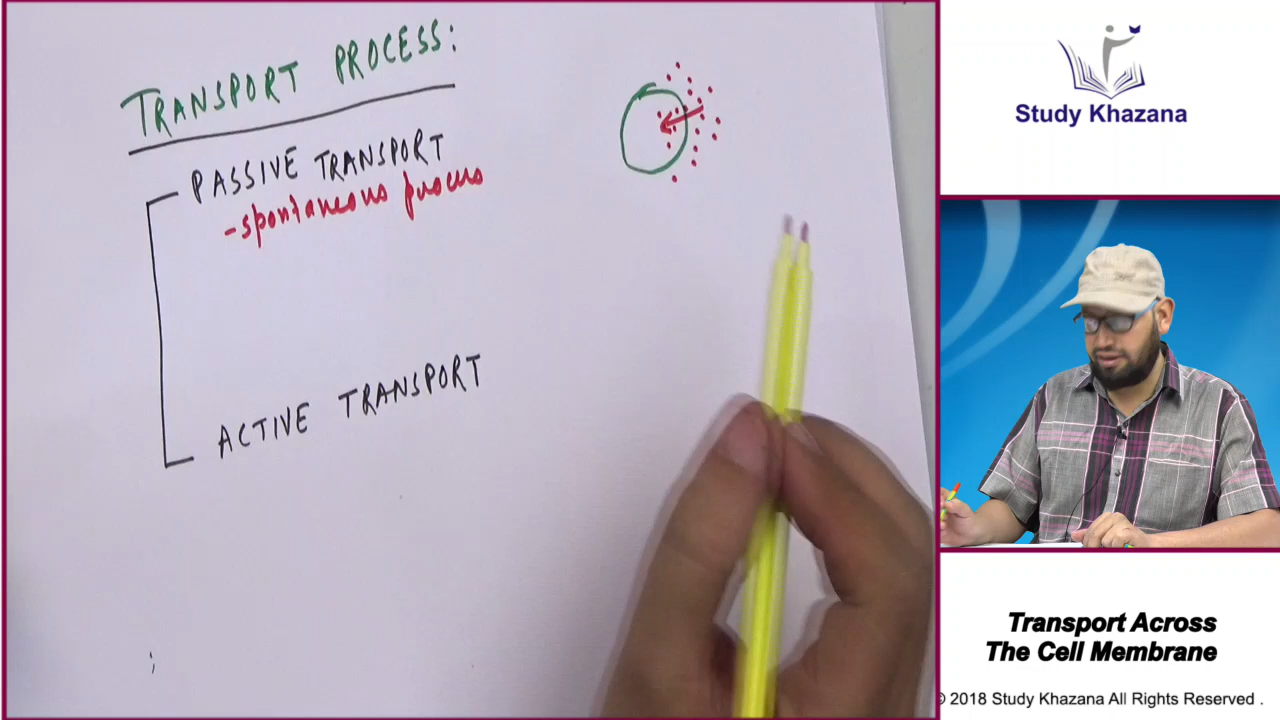 TRANSPORT PROCESS:
PASSIVE TRANSPORT
-spontaneous process
ACTIVE TRANSPORT
Study Khazana
Transport Across
The Cell Membrane
© 2018 Study Khazana All Rights Reserved .